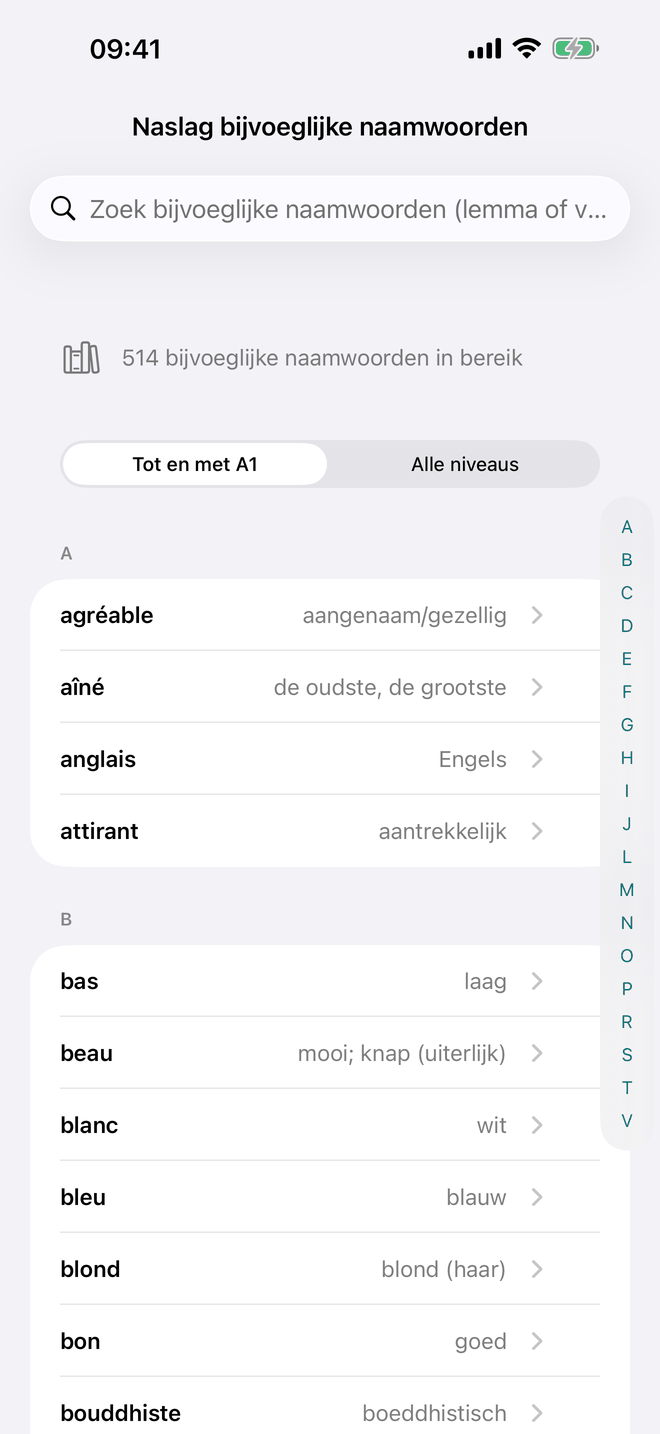 09:41
Naslag bijvoeglijke naamwoorden
Zoek bijvoeglijke naamwoorden (lemma of v...
514 bijvoeglijke naamwoorden in bereik
Tot en met A1 Alle niveaus
A
agréable aangenaam/gezellig
aîné de oudste, de grootste
anglais Engels
attirant aantrekkelijk
B
bas laag
beau mooi; knap (uiterlijk)
blanc wit
bleu blauw
blond blond (haar)
bon goed
bouddhiste boeddhistisch
A
B
C
D
E
F
G
H
I
J
L
M
N
O
P
R
S
T
V